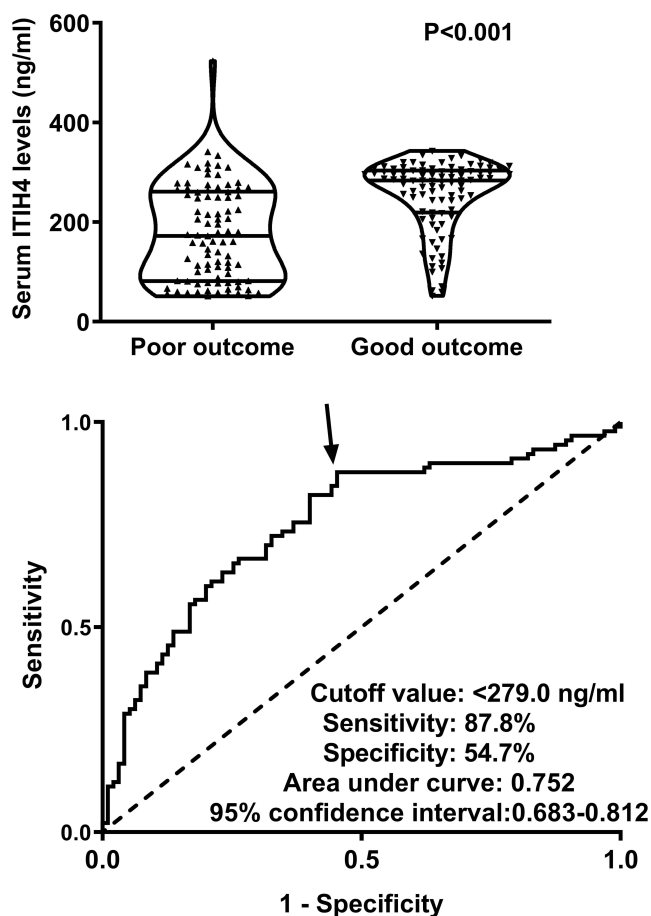 P<0.001
Serum ITIH4 levels (ng/ml)
600
400
200
0
Poor outcome
Good outcome
Sensitivity
1.0
0.5
0.0
Cutoff value: <279.0 ng/ml
Sensitivity: 87.8%
Specificity: 54.7%
Area under curve: 0.752
95% confidence interval:0.683-0.812
0.0
0.5
1.0
1 - Specificity